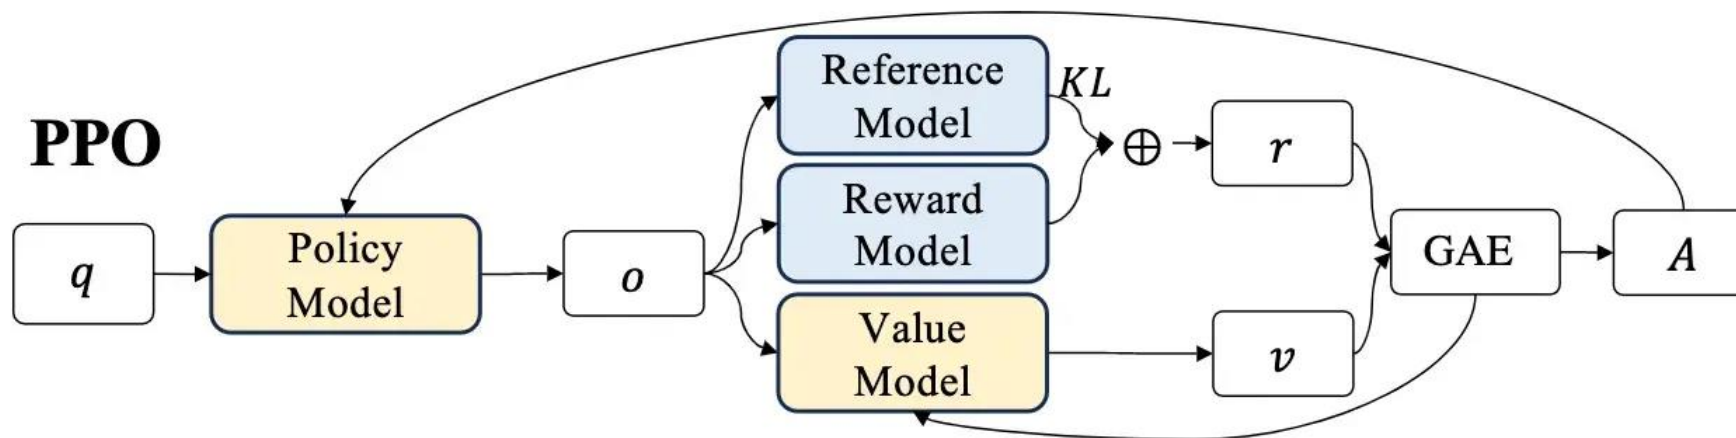 PPO
q
Policy
Model
o
Reference
Model
KL
⊕
r
Reward
Model
Value
Model
v
GAE
A